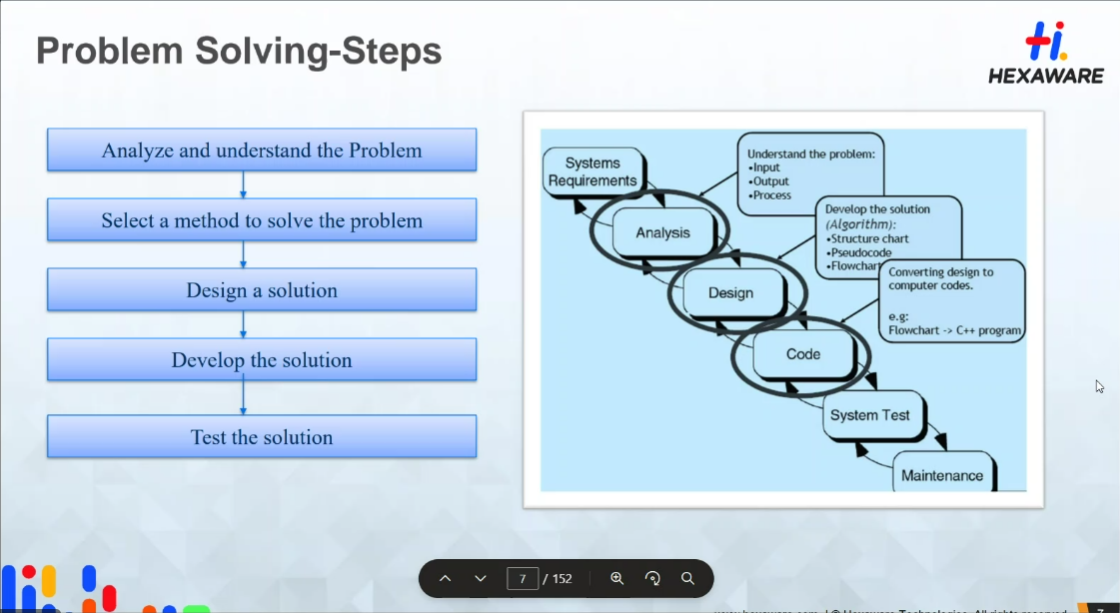 Problem Solving-Steps
HEXAWARE
Analyze and understand the Problem
Select a method to solve the problem
Design a solution
Develop the solution
Test the solution
Systems
Requirements
Understand the problem:
•Input
•Output
•Process
Analysis
Develop the solution
(Algorithm):
•Structure chart
•Pseudocode
•Flowchart
Design
Converting design to
computer codes.
e.g:
Flowchart -> C++ program
Code
System Test
Maintenance
7 / 152